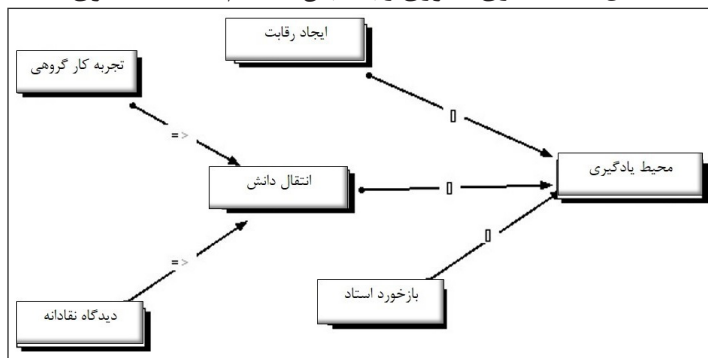 ایجاد رقابت
تجربه کار گروهی
=>
[]
محیط یادگیری
انتقال دانش
[]
[]
=>
بازخورد استاد
دیدگاه نقادانه